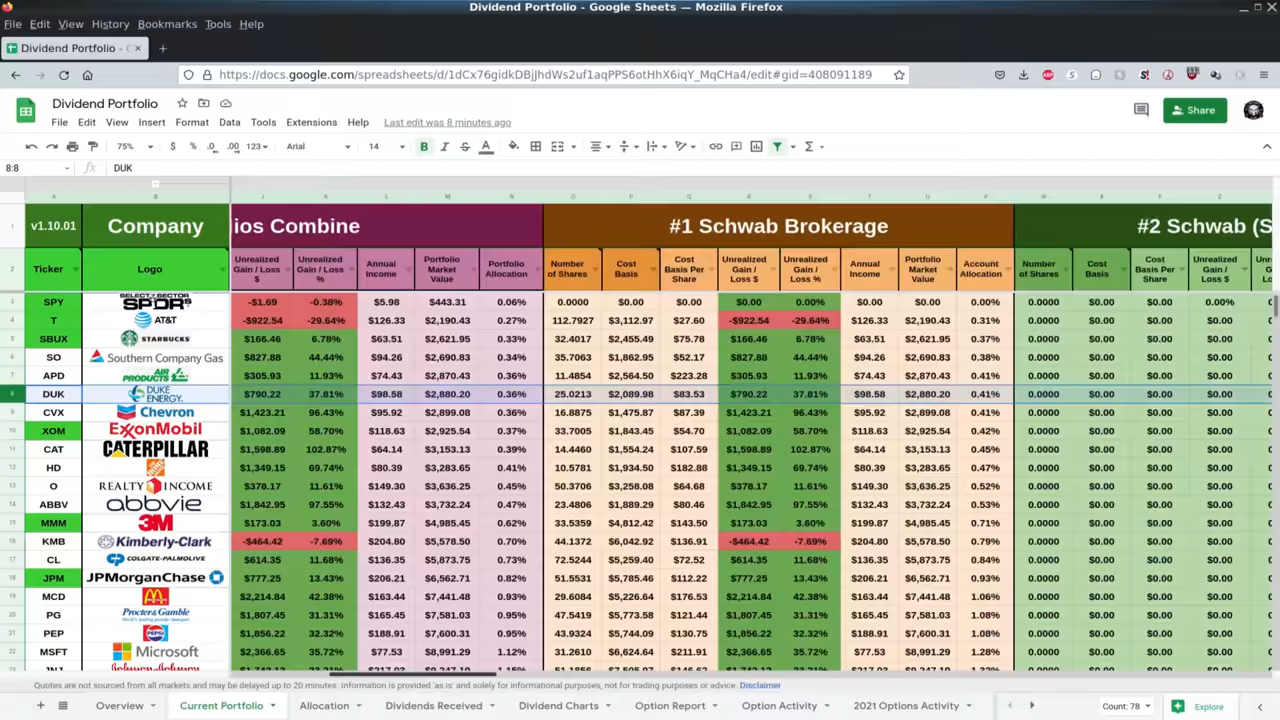 Dividend Portfolio - Google Sheets — Mozilla Firefox
File Edit View History Bookmarks Tools Help
Dividend Portfolio - G
https://docs.google.com/spreadsheets/d/1dCx76gidkDBjJhdWs2uf1aqPPS6otHhX6iqY_MqCHa4/edit#gid=408091189
Dividend Portfolio
File Edit View Insert Format Data Tools Extensions Help Last edit was 8 minutes ago
Share
75% $ % .0 .00 123 Arial 14 B I S A
8:8 fx DUK
A B J K L M N O P Q R S T U V W X Y Z
1 v1.10.01 Company ios Combine #1 Schwab Brokerage #2 Schwab (S
2 Ticker Logo Unrealized Gain / Loss $ Unrealized Gain / Loss % Annual Income Portfolio Market Value Portfolio Allocation Number of Shares Cost Basis Cost Basis Per Share Unrealized Gain / Loss $ Unrealized Gain / Loss % Annual Income Portfolio Market Value Account Allocation Number of Shares Cost Basis Cost Basis Per Share Unrealized Gain / Loss $
3 SPY SELECT SECTOR SPDRS -$1.69 -0.38% $5.98 $443.31 0.06% 0.0000 $0.00 $0.00 $0.00 0.00% $0.00 $0.00 0.00% 0.0000 $0.00 $0.00 0.00%
4 T AT&T -$922.54 -29.64% $126.33 $2,190.43 0.27% 112.7927 $3,112.97 $27.60 -$922.54 -29.64% $126.33 $2,190.43 0.31% 0.0000 $0.00 $0.00 $0.00
5 SBUX STARBUCKS $166.46 6.78% $63.51 $2,621.95 0.33% 32.4017 $2,455.49 $75.78 $166.46 6.78% $63.51 $2,621.95 0.37% 0.0000 $0.00 $0.00 $0.00
6 SO Southern Company Gas $827.88 44.44% $94.26 $2,690.83 0.34% 35.7063 $1,862.95 $52.17 $827.88 44.44% $94.26 $2,690.83 0.38% 0.0000 $0.00 $0.00 $0.00
7 APD AIR PRODUCTS $305.93 11.93% $74.43 $2,870.43 0.36% 11.4854 $2,564.50 $223.28 $305.93 11.93% $74.43 $2,870.43 0.41% 0.0000 $0.00 $0.00 $0.00
8 DUK DUKE ENERGY. $790.22 37.81% $98.58 $2,880.20 0.36% 25.0213 $2,089.98 $83.53 $790.22 37.81% $98.58 $2,880.20 0.41% 0.0000 $0.00 $0.00 $0.00
9 CVX Chevron $1,423.21 96.43% $95.92 $2,899.08 0.36% 16.8875 $1,475.87 $87.39 $1,423.21 96.43% $95.92 $2,899.08 0.41% 0.0000 $0.00 $0.00 $0.00
10 XOM ExxonMobil $1,082.09 58.70% $118.63 $2,925.54 0.37% 33.7005 $1,843.45 $54.70 $1,082.09 58.70% $118.63 $2,925.54 0.42% 0.0000 $0.00 $0.00 $0.00
11 CAT CATERPILLAR $1,598.89 102.87% $64.14 $3,153.13 0.39% 14.4460 $1,554.24 $107.59 $1,598.89 102.87% $64.14 $3,153.13 0.45% 0.0000 $0.00 $0.00 $0.00
12 HD $1,349.15 69.74% $80.39 $3,283.65 0.41% 10.5781 $1,934.50 $182.88 $1,349.15 69.74% $80.39 $3,283.65 0.47% 0.0000 $0.00 $0.00 $0.00
13 O REALTY INCOME $378.17 11.61% $149.30 $3,636.25 0.45% 50.3706 $3,258.08 $64.68 $378.17 11.61% $149.30 $3,636.25 0.52% 0.0000 $0.00 $0.00 $0.00
14 ABBV abbvie $1,842.95 97.55% $132.43 $3,732.24 0.47% 23.4806 $1,889.29 $80.46 $1,842.95 97.55% $132.43 $3,732.24 0.53% 0.0000 $0.00 $0.00 $0.00
15 MMM 3M $173.03 3.60% $199.87 $4,985.45 0.62% 33.5359 $4,812.42 $143.50 $173.03 3.60% $199.87 $4,985.45 0.71% 0.0000 $0.00 $0.00 $0.00
16 KMB Kimberly-Clark -$464.42 -7.69% $204.80 $5,578.50 0.70% 44.1372 $6,042.92 $136.91 -$464.42 -7.69% $204.80 $5,578.50 0.79% 0.0000 $0.00 $0.00 $0.00
17 CL COLGATE-PALMOLIVE $614.35 11.68% $136.35 $5,873.75 0.73% 72.5244 $5,259.40 $72.52 $614.35 11.68% $136.35 $5,873.75 0.84% 0.0000 $0.00 $0.00 $0.00
18 JPM JPMorganChase $777.25 13.43% $206.21 $6,562.71 0.82% 51.5531 $5,785.46 $112.22 $777.25 13.43% $206.21 $6,562.71 0.93% 0.0000 $0.00 $0.00 $0.00
19 MCD $2,214.84 42.38% $163.44 $7,441.48 0.93% 29.6084 $5,226.64 $176.53 $2,214.84 42.38% $163.44 $7,441.48 1.06% 0.0000 $0.00 $0.00 $0.00
20 PG Procter&Gamble $1,807.45 31.31% $165.45 $7,581.03 0.95% 47.5419 $5,773.58 $121.44 $1,807.45 31.31% $165.45 $7,581.03 1.08% 0.0000 $0.00 $0.00 $0.00
21 PEP PEPSI $1,856.22 32.32% $188.91 $7,600.31 0.95% 43.9324 $5,744.09 $130.75 $1,856.22 32.32% $188.91 $7,600.31 1.08% 0.0000 $0.00 $0.00 $0.00
22 MSFT Microsoft $2,366.65 35.72% $77.53 $8,991.29 1.12% 31.2610 $6,624.64 $211.91 $2,366.65 35.72% $77.53 $8,991.29 1.28% 0.0000 $0.00 $0.00 $0.00
Quotes are not sourced from all markets and may be delayed up to 20 minutes. Information is provided 'as is' and solely for informational purposes, not for trading purposes or advice. Disclaimer
Overview Current Portfolio Allocation Dividends Received Dividend Charts Option Report Option Activity 2021 Options Activity Count: 78 Explore